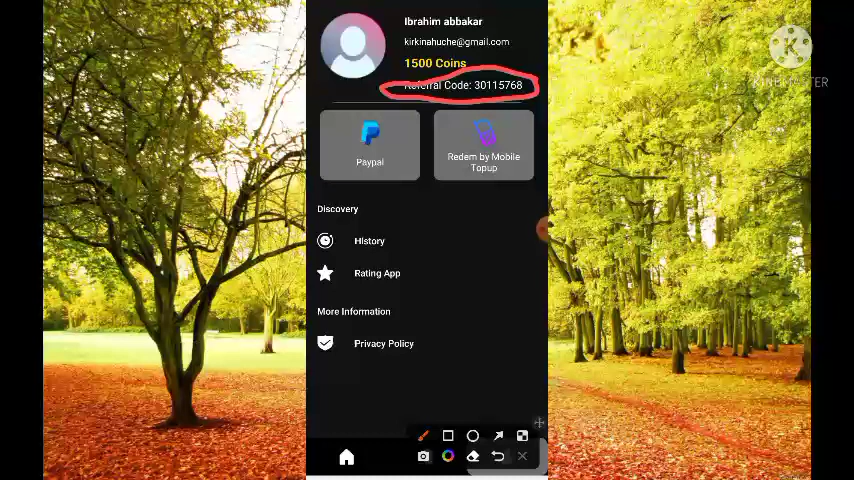 Ibrahim abbakar
kirkinahuche@gmail.com
1500 Coins
Referral Code: 30115768
Paypal
Redem by Mobile
Topup
Discovery
History
Rating App
More Information
Privacy Policy
KINEMASTER